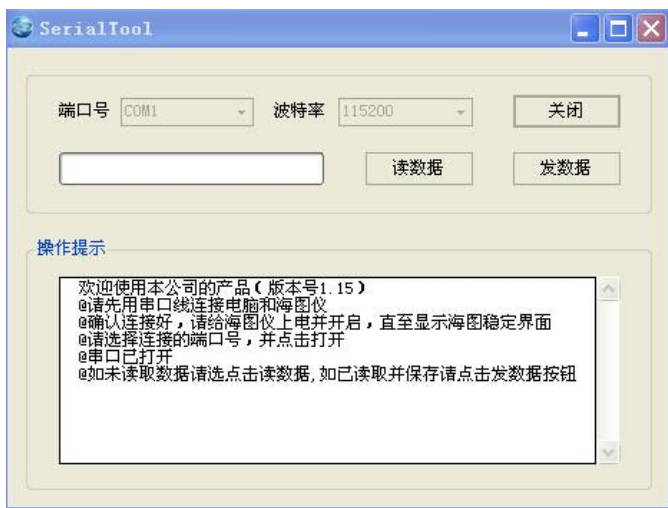 SerialTool
端口号 COM1 波特率 115200 关闭
读数据 发数据
操作提示
欢迎使用本公司的产品(版本号1.15)
@请先用串口线连接电脑和海图仪
@确认连接好,请给海图仪上电并开启,直至显示海图稳定界面
@请选择连接的端口号,并点击打开
@串口已打开
@如未读取数据请选点击读数据,如已读取并保存请点击发数据按钮